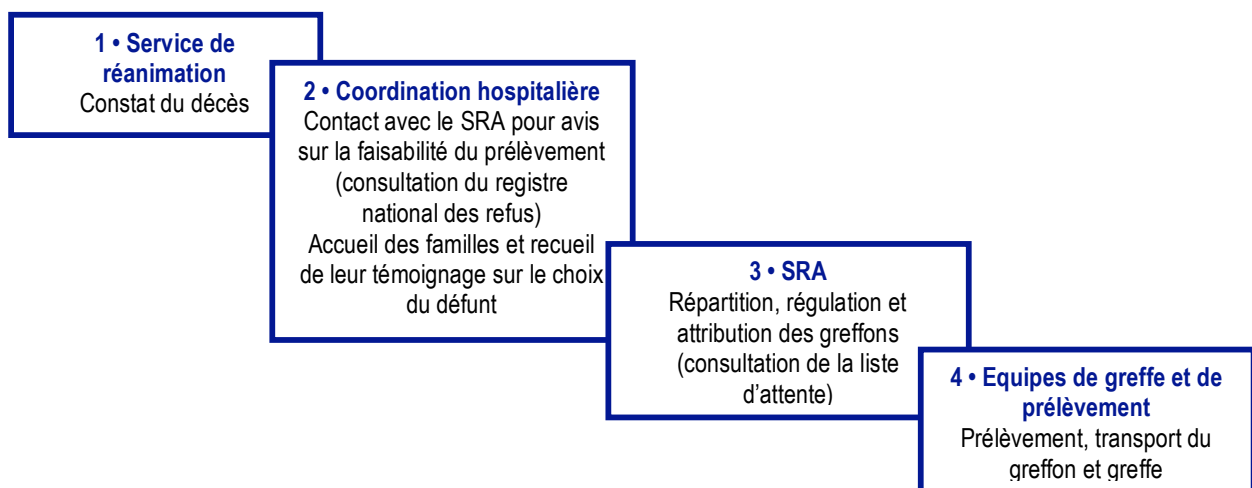 1 • Service de
réanimation
Constat du décès
2 • Coordination hospitalière
Contact avec le SRA pour avis
sur la faisabilité du prélèvement
(consultation du registre
national des refus)
Accueil des familles et recueil
de leur témoignage sur le choix
du défunt
3 • SRA
Répartition, régulation et
attribution des greffons
(consultation de la liste
d’attente)
4 • Equipes de greffe et de
prélèvement
Prélèvement, transport du
greffon et greffe